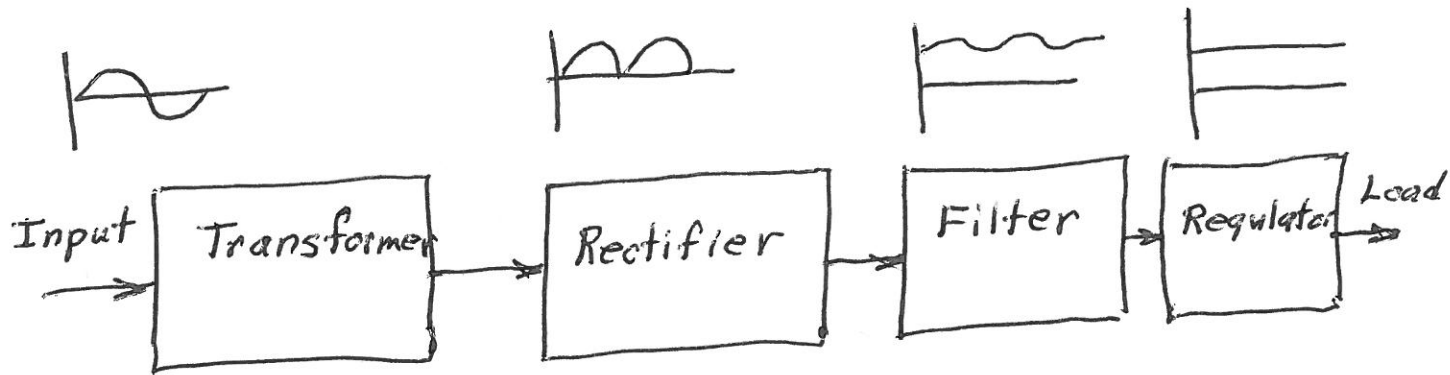 Input
Transformer
Rectifier
Filter
Regulator
Load